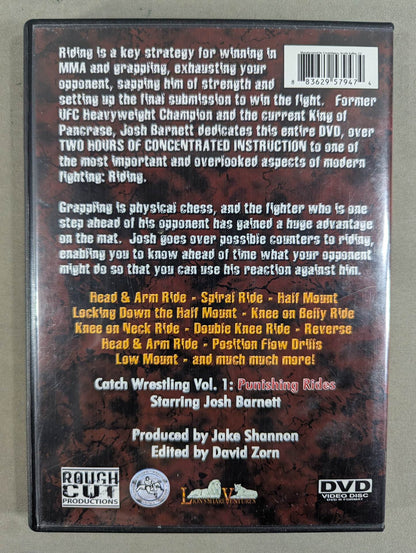 Riding is a key strategy for winning in
MMA and grappling, exhausting your
opponent, sapping him of strength and
setting up the final submission to win the fight. Former
UFC Heavyweight Champion and the current King of
Pancrase, Josh Barnett dedicates this entire DVD, over
TWO HOURS OF CONCENTRATED INSTRUCTION to one of
the most important and overlooked aspects of modern
fighting: Riding.
8 83629 57947 4
Grappling is physical chess, and the fighter who is one
step ahead of his opponent has gained a huge advantage
on the mat. Josh goes over possible counters to riding,
enabling you to know ahead of time what your opponent
might do so that you can use his reaction against him.
Head & Arm Ride - Spiral Ride - Half Mount
Locking Down the Half Mount - Knee on Belly Ride
Knee on Neck Ride - Double Knee Ride - Reverse
Head & Arm Ride - Position Flow Drills
Low Mount - and much much more!
Catch Wrestling Vol. 1: Punishing Rides
Starring Josh Barnett
Produced by Jake Shannon
Edited by David Zorn
ROUGH
CUT
PRODUCTIONS
LION'S SHARE VENTURES
DVD
VIDEO DISC